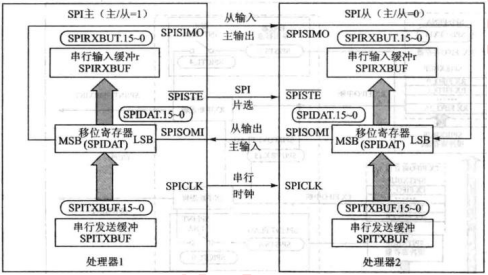 SPI主（主/从=1）
从输入
SPI从（主/从=0）
SPISIMO
主输出
SPISIMO
SPIRXBUT.15~0
SPIRXBUT.15~0
串行输入缓冲r
SPIRXBUF
串行输入缓冲r
SPIRXBUF
SPISTE
SPI
片选
SPISTE
SPIDAT.15~0
SPIDAT.15~0
MSB
移位寄存器
(SPIDAT)
LSB
SPISOMI
从输出
主输入
SPISOMI
MSB
移位寄存器
(SPIDAT)
LSB
SPICLK
串行
时钟
SPICLK
SPITXBUF.15~0
SPITXBUF.15~0
串行发送缓冲
SPITXBUF
串行发送缓冲
SPITXBUF
处理器1
处理器2